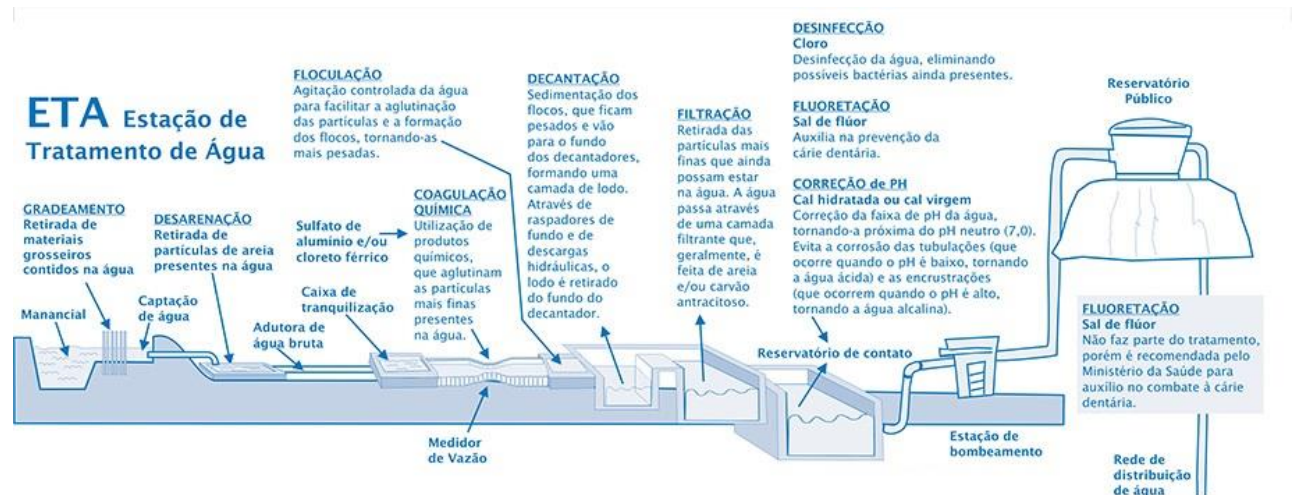 ETA Estação de
Tratamento de Água
GRADEAMENTO
Retirada de
materiais
grosseiros
contidos na água
Manancial
Captação
de água
DESARENAÇÃO
Retirada de
partículas de areia
presentes na água
Adutora de
água bruta
FLOCULAÇÃO
Agitação controlada da água
para facilitar a aglutinação
das partículas e a formação
dos flocos, tornando-as
mais pesadas.
Sulfato de
alumínio e/ou
cloreto férrico
Caixa de
tranquilização
COAGULAÇÃO
QUÍMICA
Utilização de
produtos
químicos,
que aglutinam
as partículas
mais finas
presentes
na água.
Medidor
de Vazão
DECANTAÇÃO
Sedimentação dos
flocos, que ficam
pesados e vão
para o fundo
dos decantadores,
formando uma
camada de lodo.
Através de
raspadores de
fundo e de
descargas
hidráulicas, o
lodo é retirado
do fundo do
decantador.
FILTRAÇÃO
Retirada das
partículas mais
finas que ainda
possam estar
na água. A água
passa através
de uma camada
filtrante que,
geralmente, é
feita de areia
e/ou carvão
antracitoso.
DESINFECÇÃO
Cloro
Desinfecção da água, eliminando
possíveis bactérias ainda presentes.
FLUORETAÇÃO
Sal de flúor
Auxilia na prevenção da
cárie dentária.
CORREÇÃO de PH
Cal hidratada ou cal virgem
Correção da faixa de pH da água,
tornando-a próxima do pH neutro (7,0).
Evita a corrosão das tubulações (que
ocorre quando o pH é baixo, tornando
a água ácida) e as encrustações
(que ocorrem quando o pH é alto,
tornando a água alcalina).
Reservatório de contato
Estação de
bombeamento
Reservatório
Público
FLUORETAÇÃO
Sal de flúor
Não faz parte do tratamento,
porém é recomendada pelo
Ministério da Saúde para
auxílio no combate à cárie
dentária.
Rede de
distribuição
de água